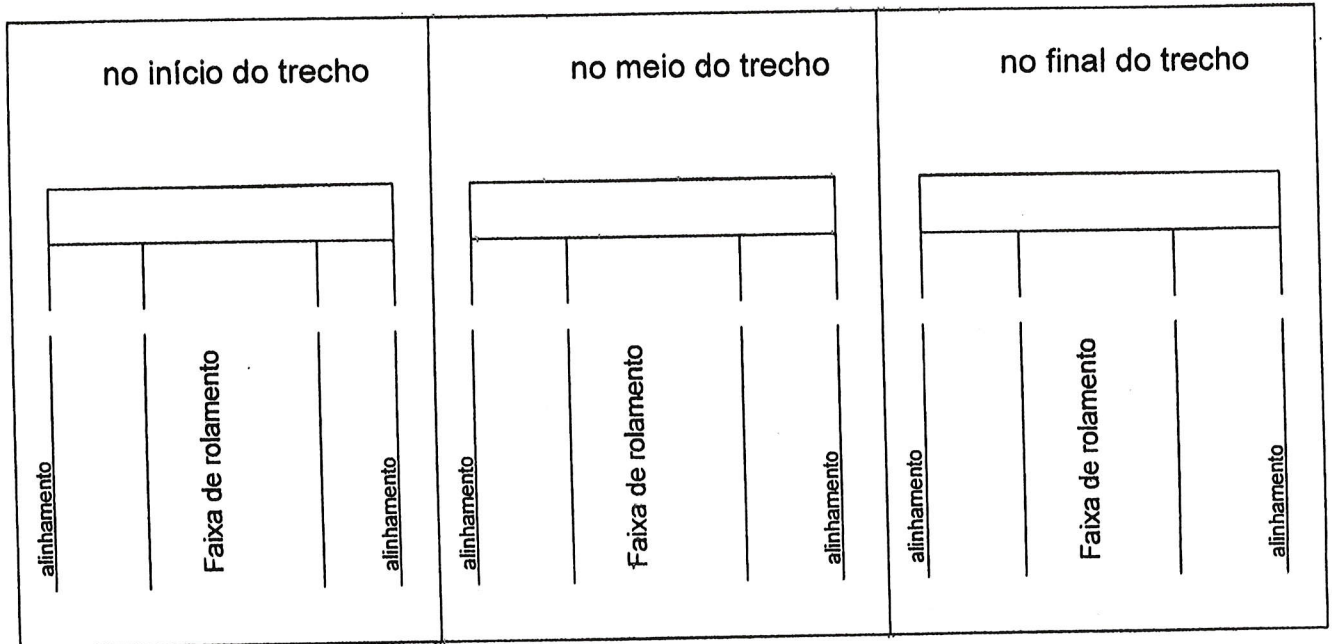 no início do trecho
no meio do trecho
no final do trecho
alinhamento
Faixa de rolamento
alinhamento
alinhamento
Faixa de rolamento
alinhamento
alinhamento
Faixa de rolamento
alinhamento